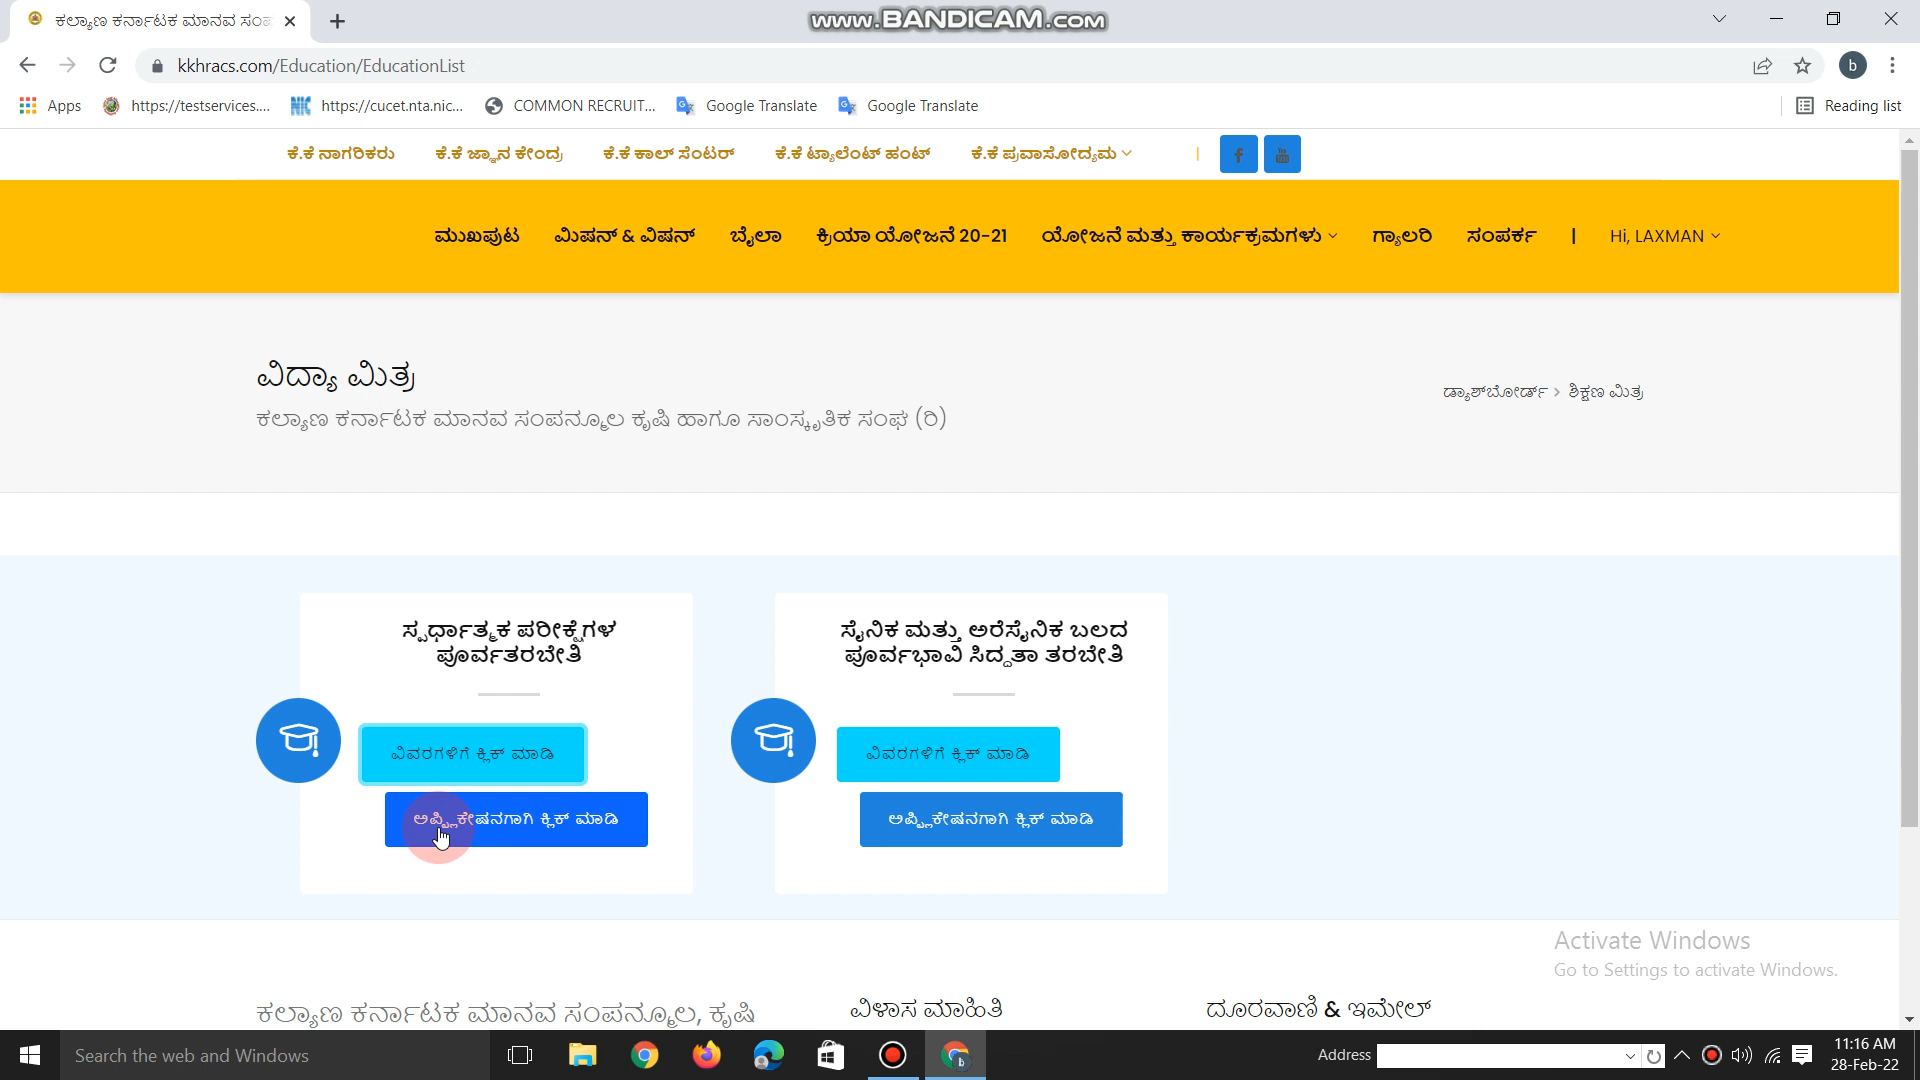 ಕಲ್ಯಾಣ ಕರ್ನಾಟಕ ಮಾನವ ಸಂಪ
www.BANDICAM.com
kkhracs.com/Education/EducationList
b
Apps
https://testservices....
https://cucet.nta.nic...
COMMON RECRUIT...
Google Translate
Google Translate
Reading list
ಕೆ.ಕೆ ನಾಗರಿಕರು
ಕೆ.ಕೆ ಜ್ಞಾನ ಕೇಂದ್ರ
ಕೆ.ಕೆ ಕಾಲ್ ಸೆಂಟರ್
ಕೆ.ಕೆ ಟ್ಯಾಲೆಂಟ್ ಹಂಟ್
ಕೆ.ಕೆ ಪ್ರವಾಸೋದ್ಯಮ
|
ಮುಖಪುಟ
ಮಿಷನ್ & ವಿಷನ್
ಬೈಲಾ
ಕ್ರಿಯಾ ಯೋಜನೆ 20-21
ಯೋಜನೆ ಮತ್ತು ಕಾರ್ಯಕ್ರಮಗಳು
ಗ್ಯಾಲರಿ
ಸಂಪರ್ಕ
|
Hi, LAXMAN
ವಿದ್ಯಾ ಮಿತ್ರ
ಕಲ್ಯಾಣ ಕರ್ನಾಟಕ ಮಾನವ ಸಂಪನ್ಮೂಲ ಕೃಷಿ ಹಾಗೂ ಸಾಂಸ್ಕೃತಿಕ ಸಂಘ (ರಿ)
ಡ್ಯಾಶ್‌ಬೋರ್ಡ್ > ಶಿಕ್ಷಣ ಮಿತ್ರ
ಸ್ಪರ್ಧಾತ್ಮಕ ಪರೀಕ್ಷೆಗಳ
ಪೂರ್ವತರಬೇತಿ
ವಿವರಗಳಿಗೆ ಕ್ಲಿಕ್ ಮಾಡಿ
ಅಪ್ಲಿಕೇಷನಗಾಗಿ ಕ್ಲಿಕ್ ಮಾಡಿ
ಸೈನಿಕ ಮತ್ತು ಅರೆಸೈನಿಕ ಬಲದ
ಪೂರ್ವಭಾವಿ ಸಿದ್ದತಾ ತರಬೇತಿ
ವಿವರಗಳಿಗೆ ಕ್ಲಿಕ್ ಮಾಡಿ
ಅಪ್ಲಿಕೇಷನಗಾಗಿ ಕ್ಲಿಕ್ ಮಾಡಿ
Activate Windows
Go to Settings to activate Windows.
ಕಲ್ಯಾಣ ಕರ್ನಾಟಕ ಮಾನವ ಸಂಪನ್ಮೂಲ, ಕೃಷಿ
ವಿಳಾಸ ಮಾಹಿತಿ
ದೂರವಾಣಿ & ಇಮೇಲ್
Search the web and Windows
Address
11:16 AM
28-Feb-22